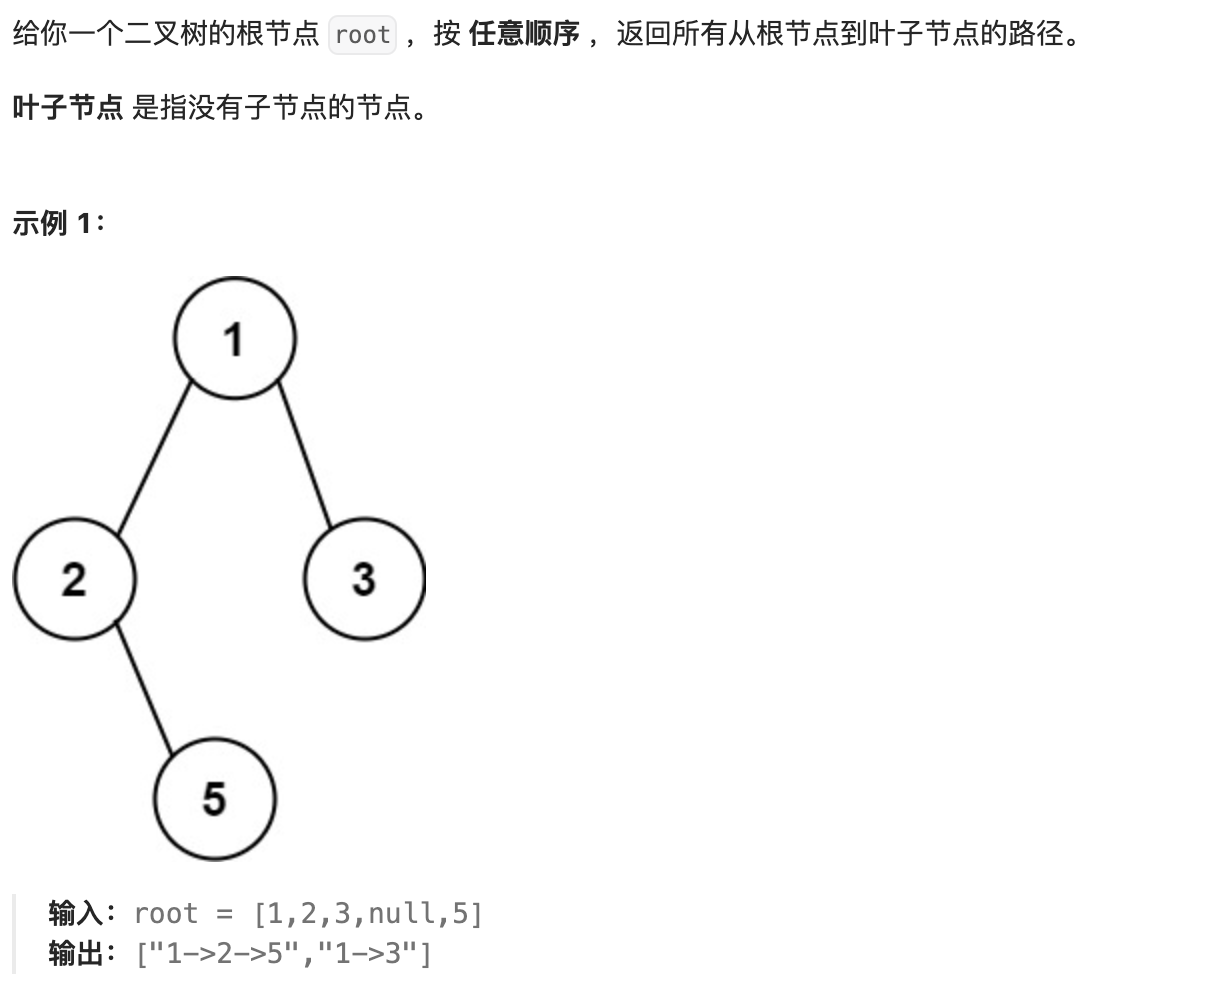 给你一个二叉树的根节点 root ，按 任意顺序 ，返回所有从根节点到叶子节点的路径。
叶子节点 是指没有子节点的节点。
示例 1：
1
2
3
5
输入：root = [1,2,3,null,5]
输出：["1->2->5","1->3"]